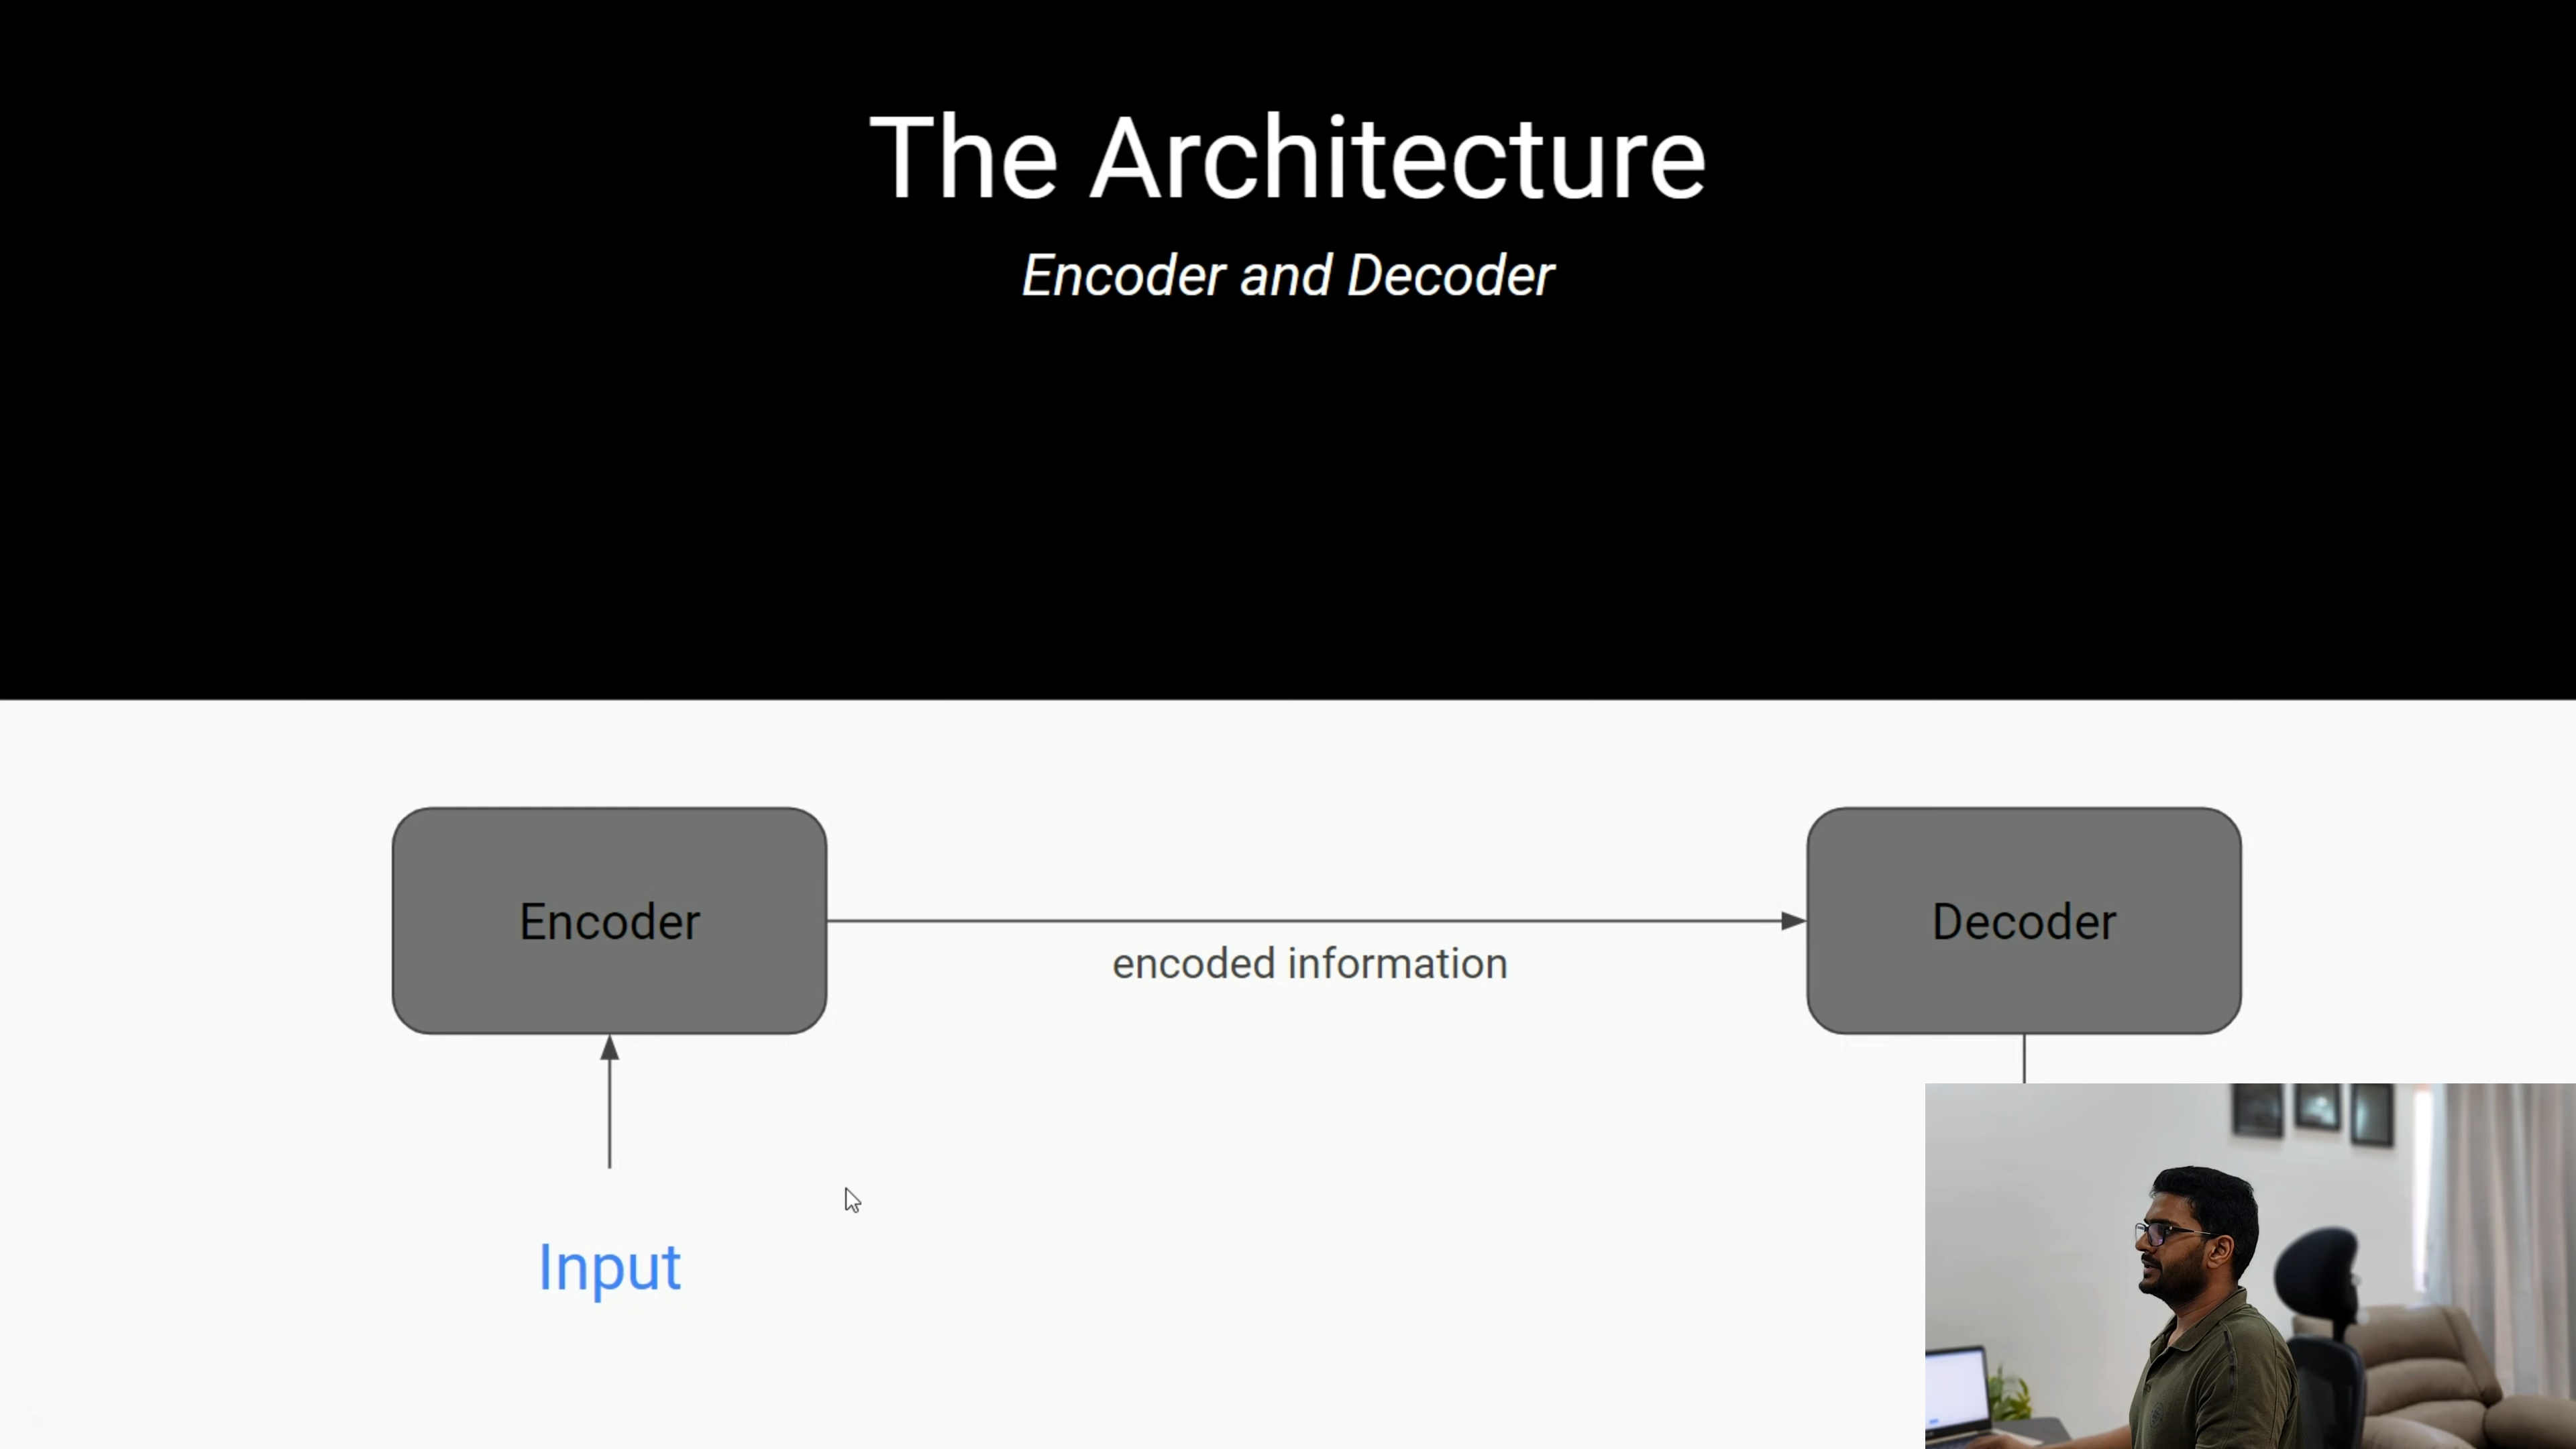 The Architecture
Encoder and Decoder
Encoder
Decoder
encoded information
Input